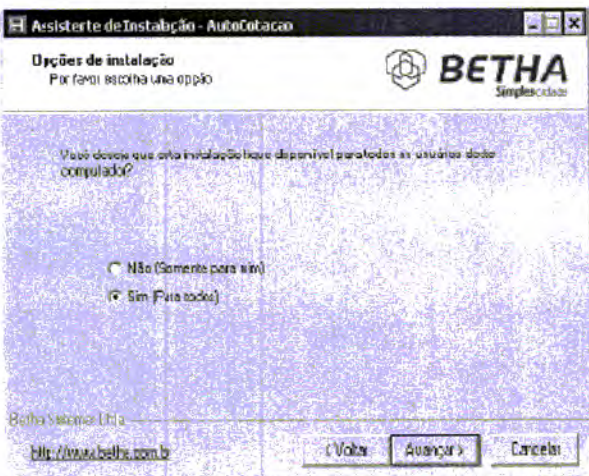 Assistente de Instalação - AutoCotacao
Opções de instalação
Por favor escolha uma opção
BETHA
Simplescidade
Você deseja que esta instalação fique disponível para todos os usuários deste
computador?
Não (Somente para mim)
Sim (Para todos)
Betha Sistemas Ltda
http://www.betha.com.br
< Voltar
Avançar >
Cancelar